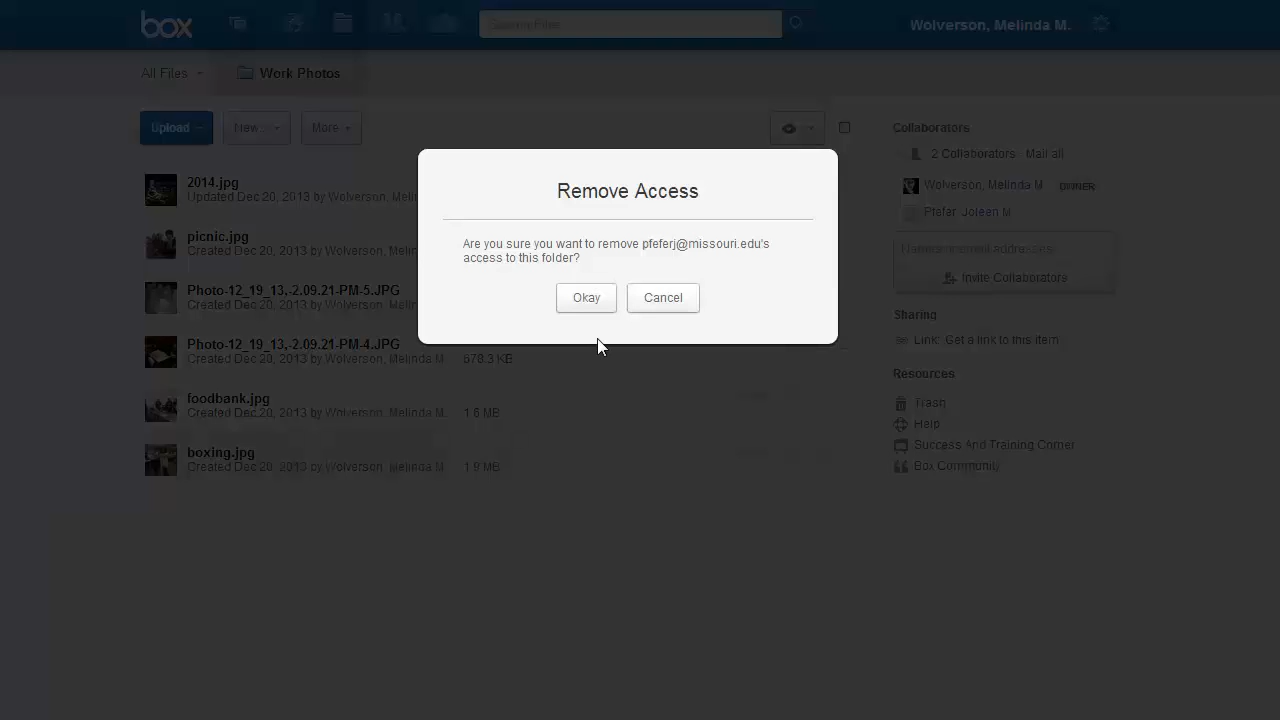 box
Search Files
Wolverson, Melinda M.
All Files
Work Photos
Upload
New...
More
Collaborators
2 Collaborators Mail all
Wolverson, Melinda M OWNER
Pfefer, Joleen M
Invite Collaborators
Sharing
Link: Get a link to this item
Resources
Trash
Help
Success And Training Corner
Box Community
Remove Access
Are you sure you want to remove pfeferj@missouri.edu's
access to this folder?
Okay Cancel
2014.jpg
Updated Dec 20, 2013 by Wolverson, Melin
picnic.jpg
Created Dec 20, 2013 by Wolverson, Melin
Photo-12_19_13,-2.09.21-PM-5.JPG
Created Dec 20, 2013 by Wolverson, Melin
Photo-12_19_13,-2.09.21-PM-4.JPG
Created Dec 20, 2013 by Wolverson, Melinda M. 678.3 KB
foodbank.jpg
Created Dec 20, 2013 by Wolverson, Melinda M. 1.6 MB
boxing.jpg
Created Dec 20, 2013 by Wolverson, Melinda M 1.9 MB